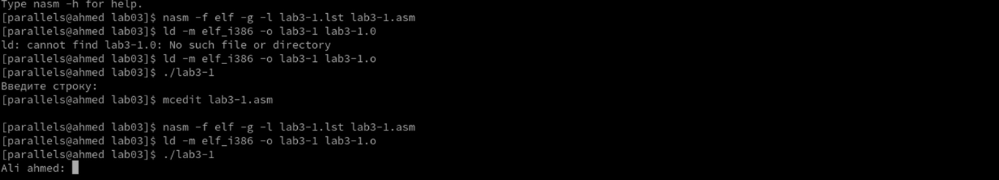 Type nasm -h for help.
[parallels@ahmed lab03]$ nasm -f elf -g -l lab3-1.lst lab3-1.asm
[parallels@ahmed lab03]$ ld -m elf_i386 -o lab3-1 lab3-1.0
ld: cannot find lab3-1.0: No such file or directory
[parallels@ahmed lab03]$ ld -m elf_i386 -o lab3-1 lab3-1.o
[parallels@ahmed lab03]$ ./lab3-1
Введите строку:
[parallels@ahmed lab03]$ mcedit lab3-1.asm
[parallels@ahmed lab03]$ nasm -f elf -g -l lab3-1.lst lab3-1.asm
[parallels@ahmed lab03]$ ld -m elf_i386 -o lab3-1 lab3-1.o
[parallels@ahmed lab03]$ ./lab3-1
Ali ahmed: